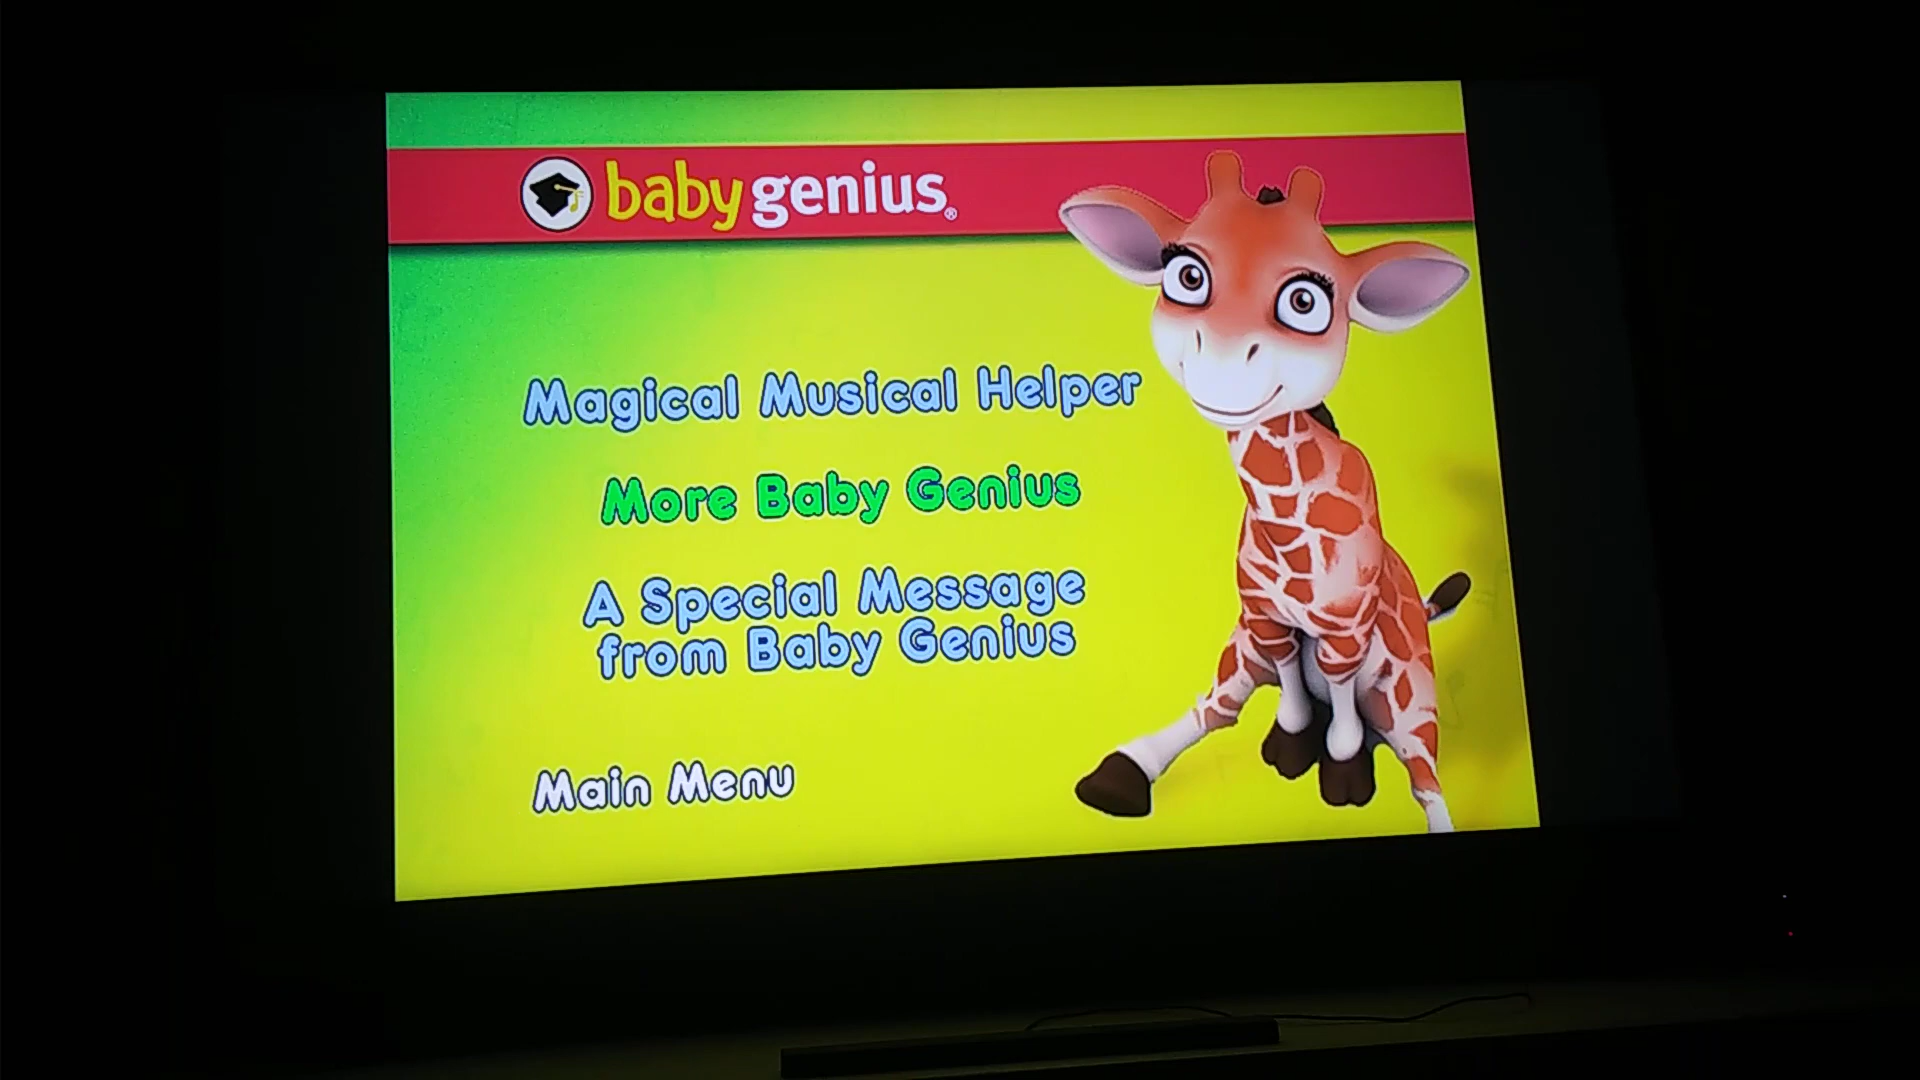 baby genius®
Magical Musical Helper
More Baby Genius
A Special Message
from Baby Genius
Main Menu